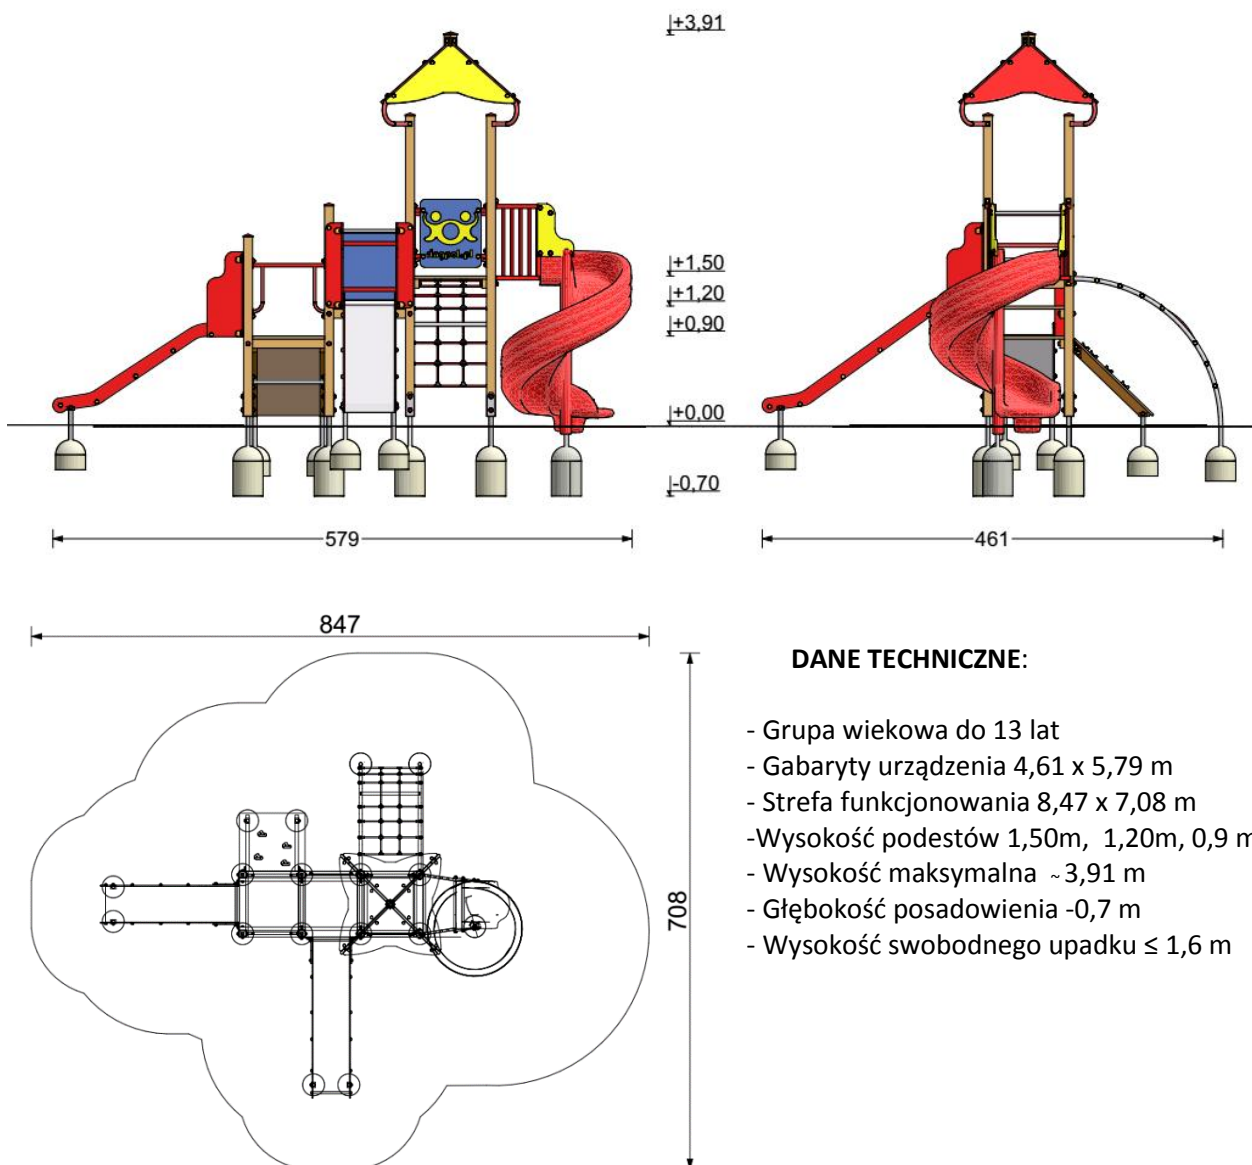 +3,91
dagpol.pl
+1,50
+1,20
+0,90
+0,00
-0,70
579
461
847
708
DANE TECHNICZNE:
- Grupa wiekowa do 13 lat
- Gabaryty urządzenia 4,61 x 5,79 m
- Strefa funkcjonowania 8,47 x 7,08 m
-Wysokość podestów 1,50m, 1,20m, 0,9 m
- Wysokość maksymalna ~ 3,91 m
- Głębokość posadowienia -0,7 m
- Wysokość swobodnego upadku ≤ 1,6 m